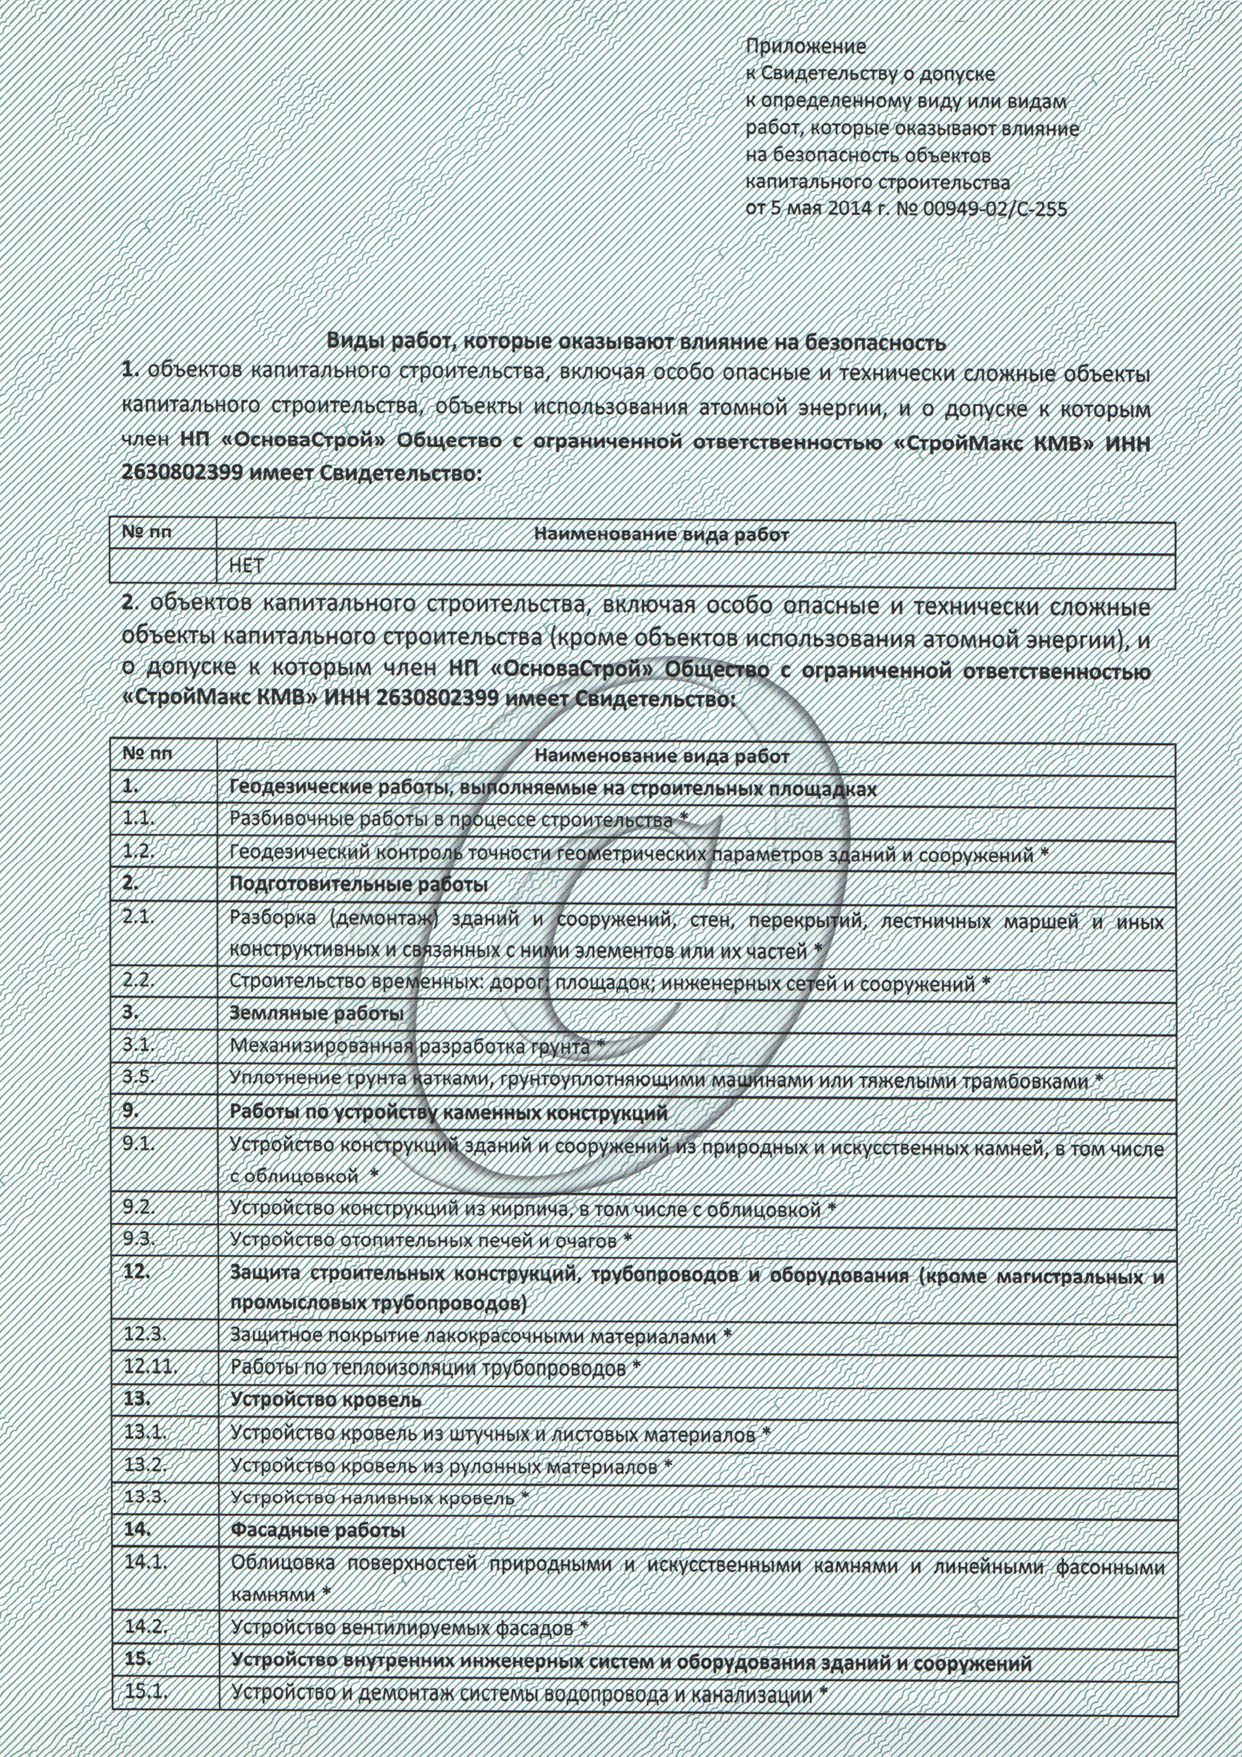 Приложение
к Свидетельству о допуске
к определенному виду или видам
работ, которые оказывают влияние
на безопасность объектов
капитального строительства
от 5 мая 2014 г. № 00949-02/С-255
Виды работ, которые оказывают влияние на безопасность
1. объектов капитального строительства, включая особо опасные и технически сложные объекты
капитального строительства, объекты использования атомной энергии, и о допуске к которым
член НП «ОсноваСтрой» Общество с ограниченной ответственностью «СтройМакс КМВ» ИНН
2630802399 имеет Свидетельство:
№ пп Наименование вида работ
НЕТ
2. объектов капитального строительства, включая особо опасные и технически сложные
объекты капитального строительства (кроме объектов использования атомной энергии), и
о допуске к которым член НП «ОсноваСтрой» Общество с ограниченной ответственностью
«СтройМакс КМВ» ИНН 2630802399 имеет Свидетельство:
№ пп Наименование вида работ
1. Геодезические работы, выполняемые на строительных площадках
1.1. Разбивочные работы в процессе строительства *
1.2. Геодезический контроль точности геометрических параметров зданий и сооружений *
2. Подготовительные работы
2.1. Разборка (демонтаж) зданий и сооружений, стен, перекрытий, лестничных маршей и иных
конструктивных и связанных с ними элементов или их частей *
2.2. Строительство временных: дорог; площадок; инженерных сетей и сооружений *
3. Земляные работы
3.1. Механизированная разработка грунта *
3.5. Уплотнение грунта катками, грунтоуплотняющими машинами или тяжелыми трамбовками *
9. Работы по устройству каменных конструкций
9.1. Устройство конструкций зданий и сооружений из природных и искусственных камней, в том числе
с облицовкой *
9.2. Устройство конструкций из кирпича, в том числе с облицовкой *
9.3. Устройство отопительных печей и очагов *
12. Защита строительных конструкций, трубопроводов и оборудования (кроме магистральных и
промысловых трубопроводов)
12.3. Защитное покрытие лакокрасочными материалами *
12.11. Работы по теплоизоляции трубопроводов *
13. Устройство кровель
13.1. Устройство кровель из штучных и листовых материалов *
13.2. Устройство кровель из рулонных материалов *
13.3. Устройство наливных кровель *
14. Фасадные работы
14.1. Облицовка поверхностей природными и искусственными камнями и линейными фасонными
камнями *
14.2. Устройство вентилируемых фасадов *
15. Устройство внутренних инженерных систем и оборудования зданий и сооружений
15.1. Устройство и демонтаж системы водопровода и канализации *